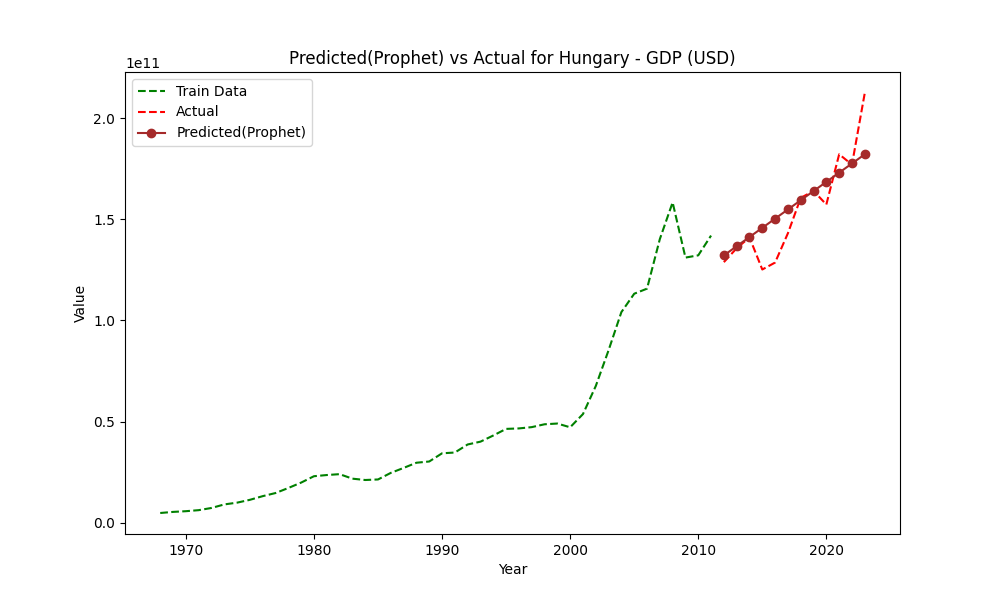 Predicted(Prophet) vs Actual for Hungary - GDP (USD)
1e11
Train Data
Actual
Predicted(Prophet)
2.0
1.5
1.0
0.5
0.0
Value
1970 1980 1990 2000 2010 2020
Year